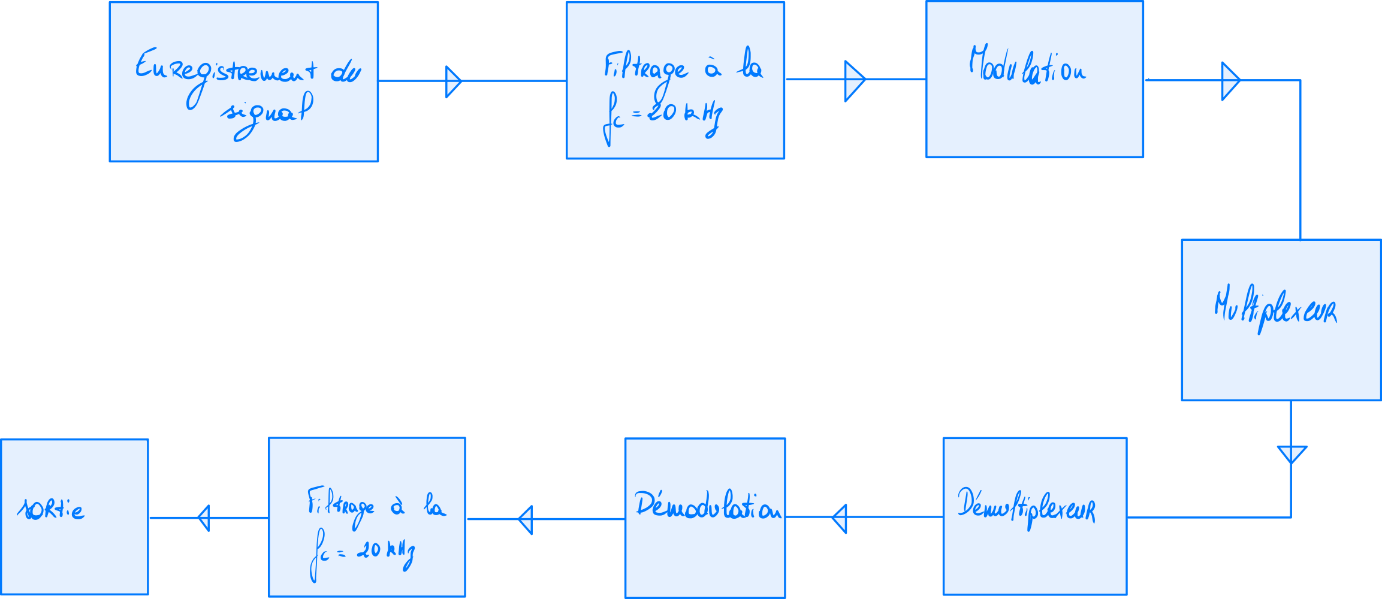 Enregistrement du
signal
Filtrage à la
fc = 20 kHz
Modulation
Multiplexeur
Démultiplexeur
Démodulation
Filtrage à la
fc = 20 kHz
sortie